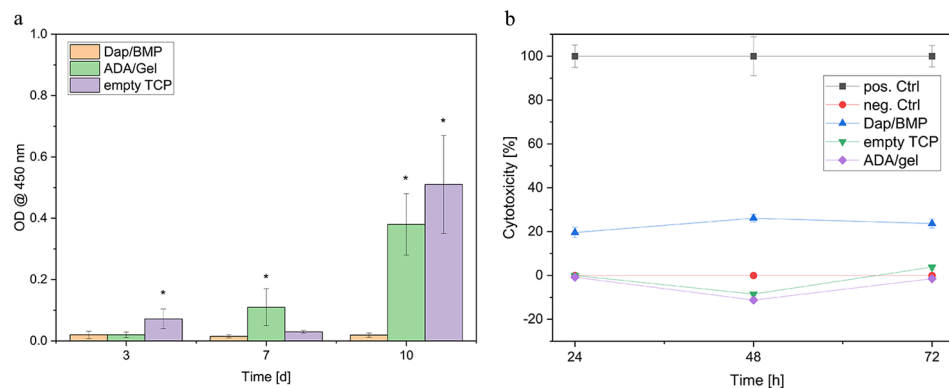 a
1.0
0.8
0.6
0.4
0.2
0.0
OD @ 450 nm
Dap/BMP
ADA/Gel
empty TCP
*
*
*
*
3
7
10
Time [d]
b
100
80
60
40
20
0
-20
Cytotoxicity [%]
pos. Ctrl
neg. Ctrl
Dap/BMP
empty TCP
ADA/gel
24
48
72
Time [h]